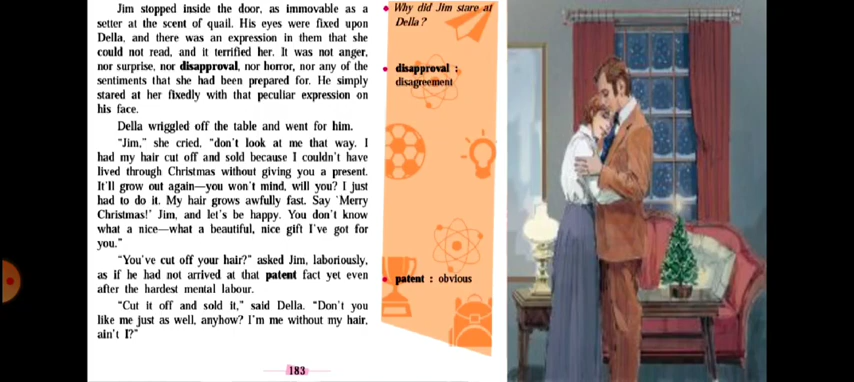 Jim stopped inside the door, as immovable as a
setter at the scent of quail. His eyes were fixed upon
Della, and there was an expression in them that she
could not read, and it terrified her. It was not anger,
nor surprise, nor disapproval, nor horror, nor any of the
sentiments that she had been prepared for. He simply
stared at her fixedly with that peculiar expression on
his face.
Della wriggled off the table and went for him.
"Jim," she cried, "don't look at me that way. I
had my hair cut off and sold because I couldn't have
lived through Christmas without giving you a present.
It'll grow out again—you won't mind, will you? I just
had to do it. My hair grows awfully fast. Say 'Merry
Christmas!' Jim, and let's be happy. You don't know
what a nice—what a beautiful, nice gift I've got for
you."
"You've cut off your hair?" asked Jim, laboriously,
as if he had not arrived at that patent fact yet even
after the hardest mental labour.
"Cut it off and sold it," said Della. "Don't you
like me just as well, anyhow? I'm me without my hair,
ain't I?"
183
• Why did Jim stare at
Della ?
• disapproval :
disagreement
• patent : obvious